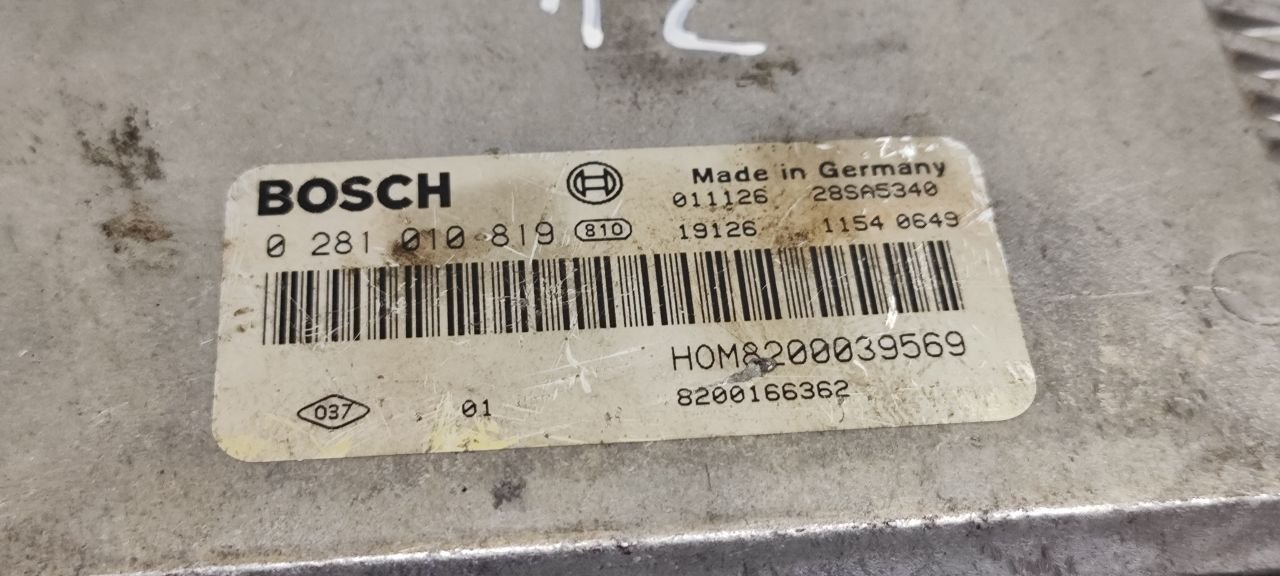 BOSCH
Made in Germany
011126 28SA5340
0 281 010 819 810
19126 1154 0649
HOM8200039569
8200166362
037 01